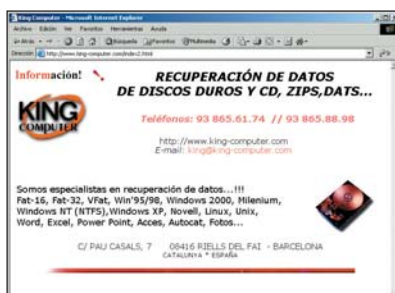 King Computer - Microsoft Internet Explorer
Archivo Edición Ver Favoritos Herramientas Ayuda
Atrás Búsqueda Favoritos Multimedia
Dirección http://www.king-computer.com/index2.html
Información!
RECUPERACIÓN DE DATOS
DE DISCOS DUROS Y CD, ZIPS,DATS...
KING
COMPUTER
Teléfonos: 93 865.61.74 // 93 865.88.98
http://www.king-computer.com
E-mail: king@king-computer.com
Somos especialistas en recuperación de datos...!!!
Fat-16, Fat-32, VFat, Win'95/98, Windows 2000, Milenium,
Windows NT (NTFS),Windows XP, Novell, Linux, Unix,
Word, Excel, Power Point, Acces, Autocat, Fotos...
C/ PAU CASALS, 7 08416 RIELLS DEL FAI - BARCELONA
CATALUNYA * ESPAÑA